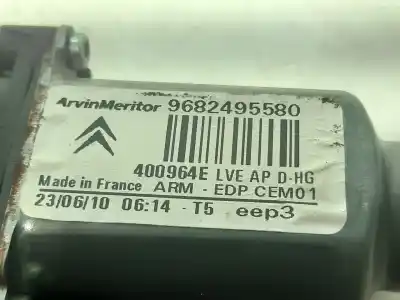 ArvinMeritor 9682495580
400964E LVE AP D-HG
Made in France ARM - EDP CEM01
23/06/10 06:14 - T5 eep3